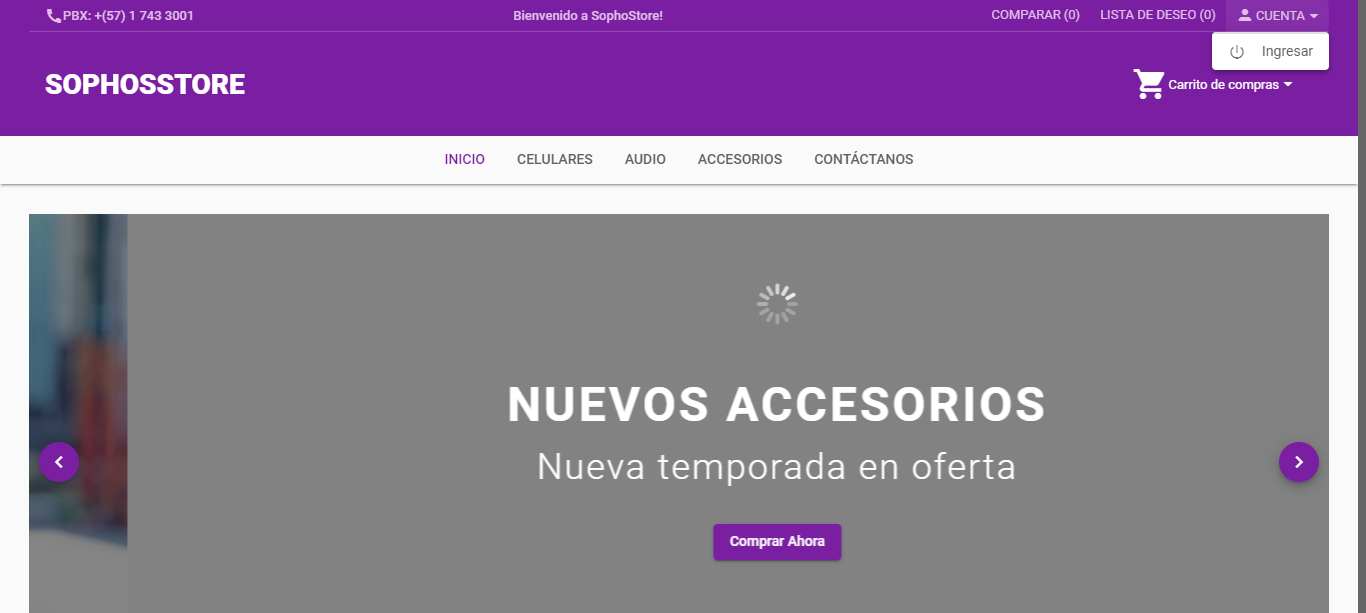 PBX: +(57) 1 743 3001
Bienvenido a SophoStore!
COMPARAR (0)
LISTA DE DESEO (0)
CUENTA
Ingresar
SOPHOSSTORE
Carrito de compras
INICIO
CELULARES
AUDIO
ACCESORIOS
CONTÁCTANOS
NUEVOS ACCESORIOS
Nueva temporada en oferta
Comprar Ahora